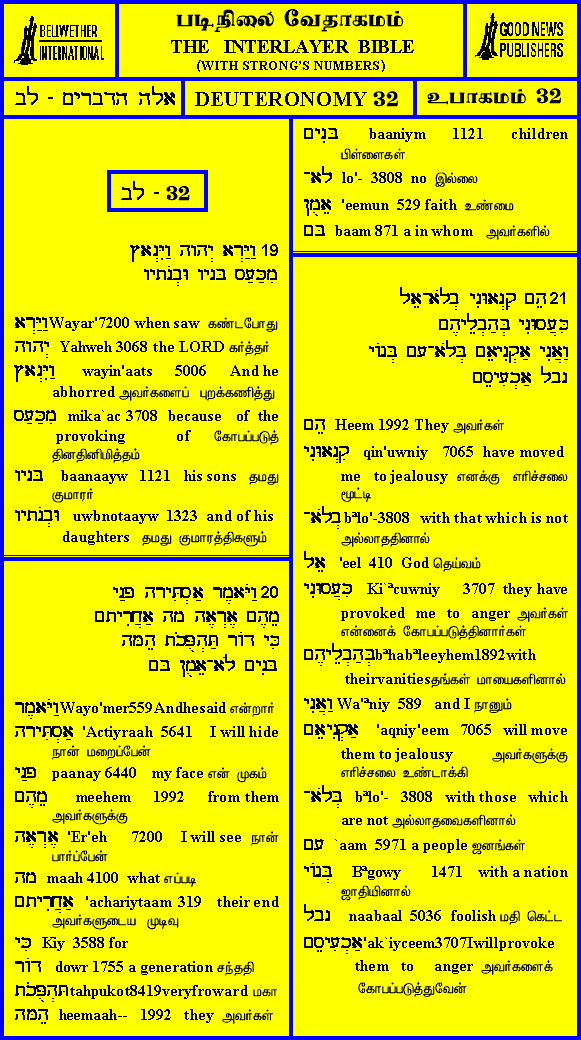 BELLWETHER
INTERNATIONAL
படிநிலை வேதாகமம்
THE INTERLAYER BIBLE
(WITH STRONG'S NUMBERS)
GOOD NEWS
PUBLISHERS
אלה הדברים - לב
DEUTERONOMY 32
உபாகமம் 32
לב - 32
19 וַיַּרְא יְהוָה וַיִּנְאָץ
מִכַּעַס בָּנָיו וּבְנֹתָיו
וַיַּרְא Wayar'7200 when saw கண்டபோது
יְהוָה Yahweh 3068 the LORD கர்த்தர்
וַיִּנְאָץ wayin'aats 5006 And he
abhorred அவர்களைப் புறக்கணித்து
מִכַּעַס mika`ac 3708 because of the
provoking of கோபப்படுத்
தினதினிமித்தம்
בָּנָיו baanaayw 1121 his sons தமது
குமாரர்
וּבְנֹתָיו uwbnotaayw 1323 and of his
daughters தமது குமாரத்திகளும்
20 וַיֹּאמֶר אַסְתִּירָה פָנַי
מֵהֶם אֶרְאֶה מָה אַחֲרִיתָם
כִּי דוֹר תַּהְפֻּכֹת הֵמָּה
בָּנִים לֹא־אֵמֻן בָּם
וַיֹּאמֶר Wayo'mer559Andhesaid என்றார்
אַסְתִּירָה 'Actiyraah 5641 I will hide
நான் மறைப்பேன்
פָנַי paanay 6440 my face என் முகம்
מֵהֶם meehem 1992 from them
அவர்களுக்கு
אֶרְאֶה 'Er'eh 7200 I will see நான்
பார்ப்பேன்
מָה maah 4100 what எப்படி
אַחֲרִיתָם 'achariytaam 319 their end
அவர்களுடைய முடிவு
כִּי Kiy 3588 for
דוֹר dowr 1755 a generation சந்ததி
תַּהְפֻּכֹת tahpukot8419veryfroward மகா
הֵמָּה heemaah-- 1992 they அவர்கள்
בָּנִים baaniym 1121 children
பிள்ளைகள்
לֹא־ lo'- 3808 no இல்லை
אֵמֻן 'eemun 529 faith உண்மை
בָּם baam 871 a in whom அவர்களில்
21 הֵם קִנְאוּנִי בְלֹא־אֵל
כִּעֲסוּנִי בְּהַבְלֵיהֶם
וַאֲנִי אַקְנִיאֵם בְּלֹא־עָם בְּגוֹי
נָבָל אַכְעִיסֵם
הֵם Heem 1992 They அவர்கள்
קִנְאוּנִי qin'uwniy 7065 have moved
me to jealousy எனக்கு எரிச்சலை
மூட்டி
בְלֹא־ bªlo'-3808 with that which is not
அல்லாததினால்
אֵל 'eel 410 God தெய்வம்
כִּעֲסוּנִי Ki`ªcuwniy 3707 they have
provoked me to anger அவர்கள்
என்னைக் கோபப்படுத்தினார்கள்
בְּהַבְלֵיהֶם bªhabªleeyhem1892with
theirvanitiesதங்கள் மாயைகளினால்
וַאֲנִי Wa'ªniy 589 and I நானும்
אַקְנִיאֵם 'aqniy'eem 7065 will move
them to jealousy அவர்களுக்கு
எரிச்சலை உண்டாக்கி
בְּלֹא־ bªlo'- 3808 with those which
are not அல்லாதவைகளினால்
עָם `aam 5971 a people ஜனங்கள்
בְּגוֹי Bªgowy 1471 with a nation
ஜாதியினால்
נָבָל naabaal 5036 foolish மதி கெட்ட
אַכְעִיסֵם 'ak`iyceem3707Iwillprovoke
them to anger அவர்களைக்
கோபப்படுத்துவேன்